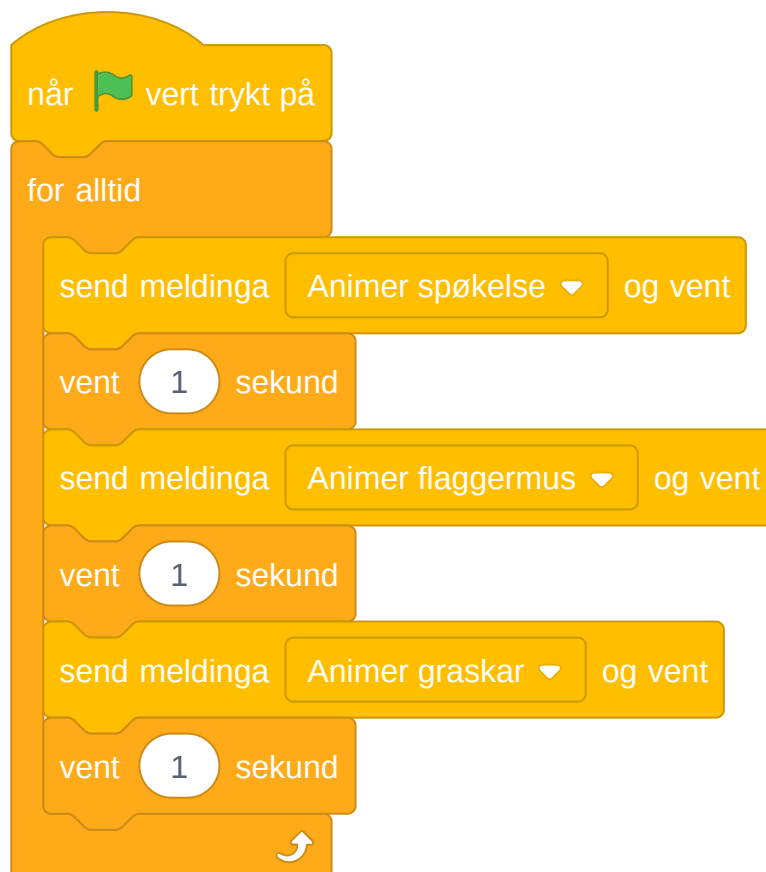 når vert trykt på
for alltid
send meldinga Animer spøkelse og vent
vent 1 sekund
send meldinga Animer flaggermus og vent
vent 1 sekund
send meldinga Animer graskar og vent
vent 1 sekund